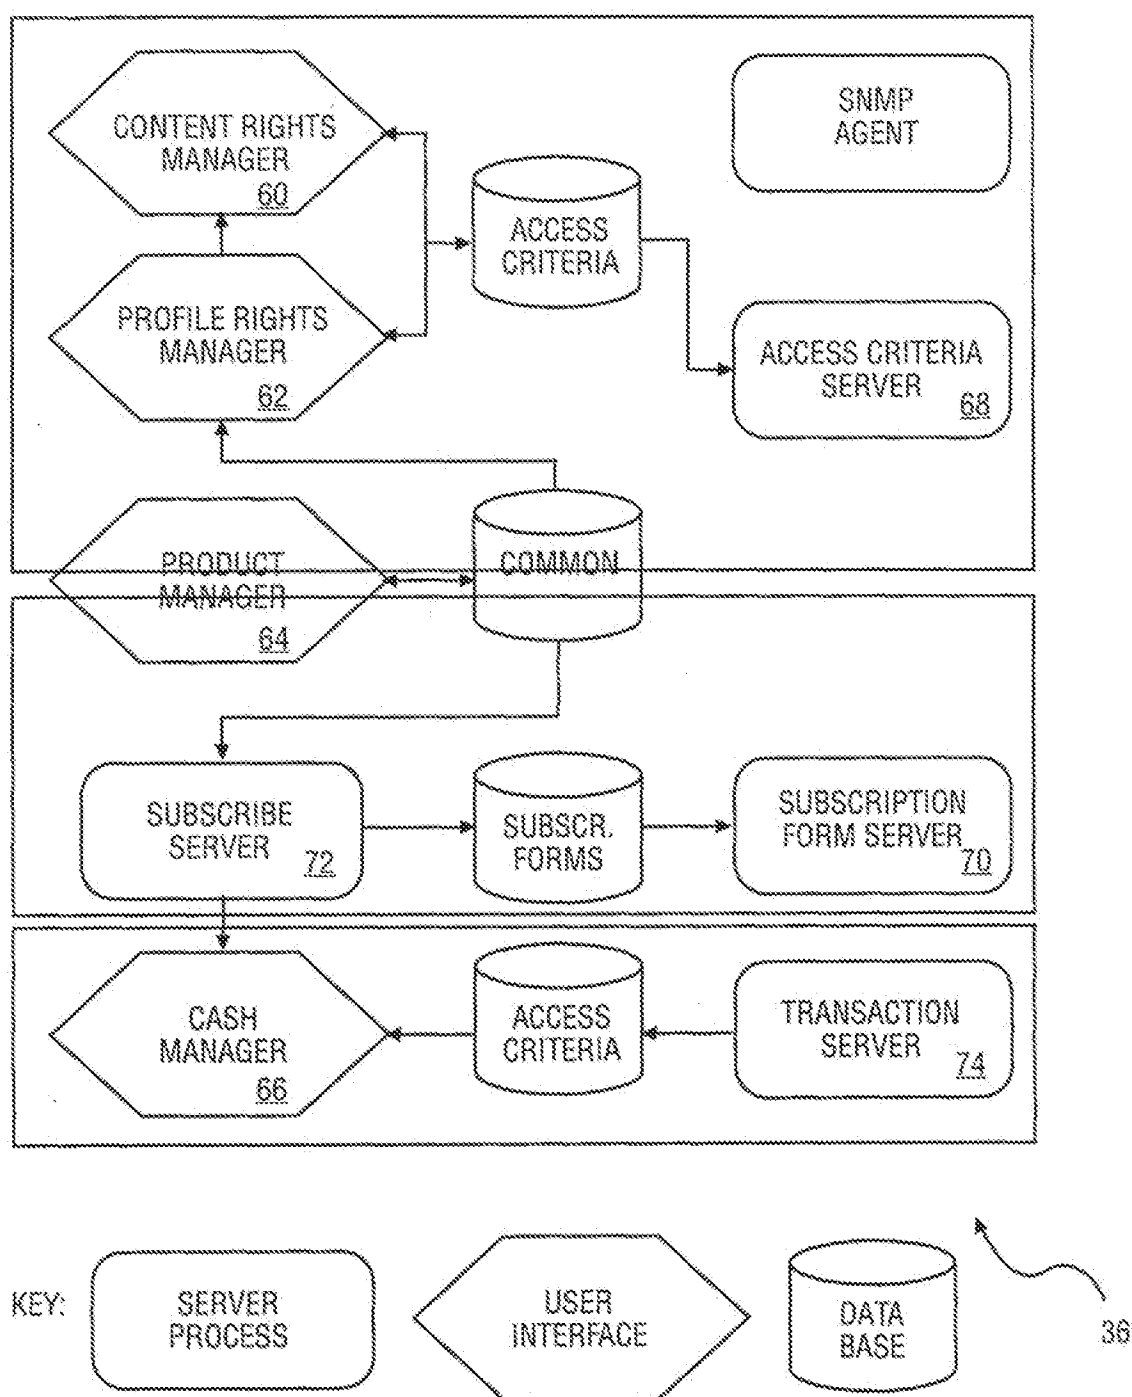 CONTENT RIGHTS
MANAGER
60
SNMP
AGENT
ACCESS
CRITERIA
PROFILE RIGHTS
MANAGER
62
ACCESS CRITERIA
SERVER
68
PRODUCT
MANAGER
64
COMMON
SUBSCRIBE
SERVER
72
SUBSCR.
FORMS
SUBSCRIPTION
FORM SERVER
70
CASH
MANAGER
66
ACCESS
CRITERIA
TRANSACTION
SERVER
74
KEY:
SERVER
PROCESS
USER
INTERFACE
DATA
BASE
36